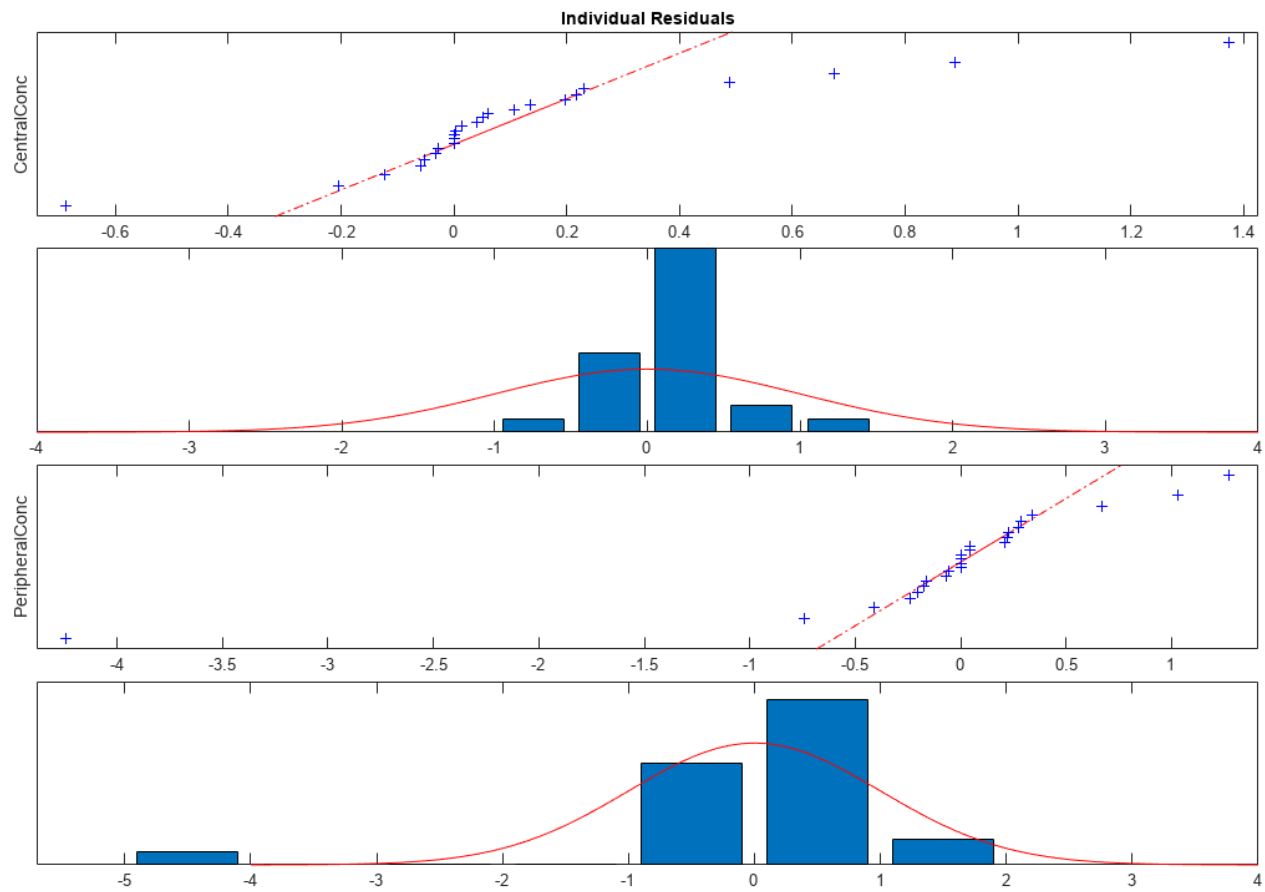 Individual Residuals
CentralConc
-0.6 -0.4 -0.2 0 0.2 0.4 0.6 0.8 1 1.2 1.4
-4 -3 -2 -1 0 1 2 3 4
PeripheralConc
-4 -3.5 -3 -2.5 -2 -1.5 -1 -0.5 0 0.5 1
-5 -4 -3 -2 -1 0 1 2 3 4